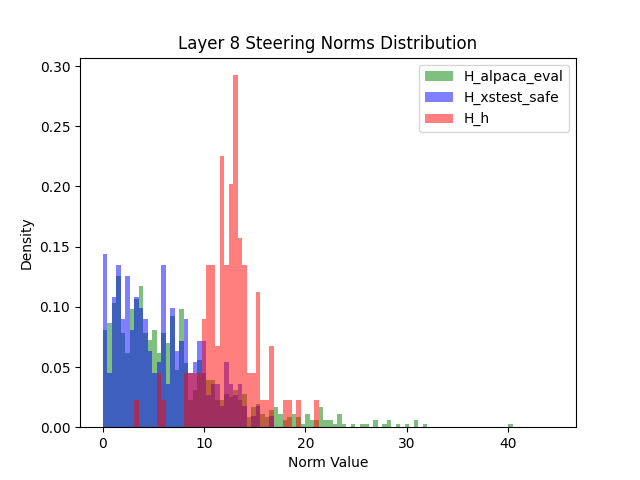 Layer 8 Steering Norms Distribution
H_alpaca_eval
H_xstest_safe
H_h
Density
0.30
0.25
0.20
0.15
0.10
0.05
0.00
0 10 20 30 40
Norm Value